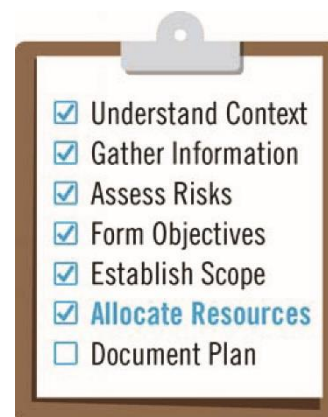 Understand Context
Gather Information
Assess Risks
Form Objectives
Establish Scope
Allocate Resources
Document Plan